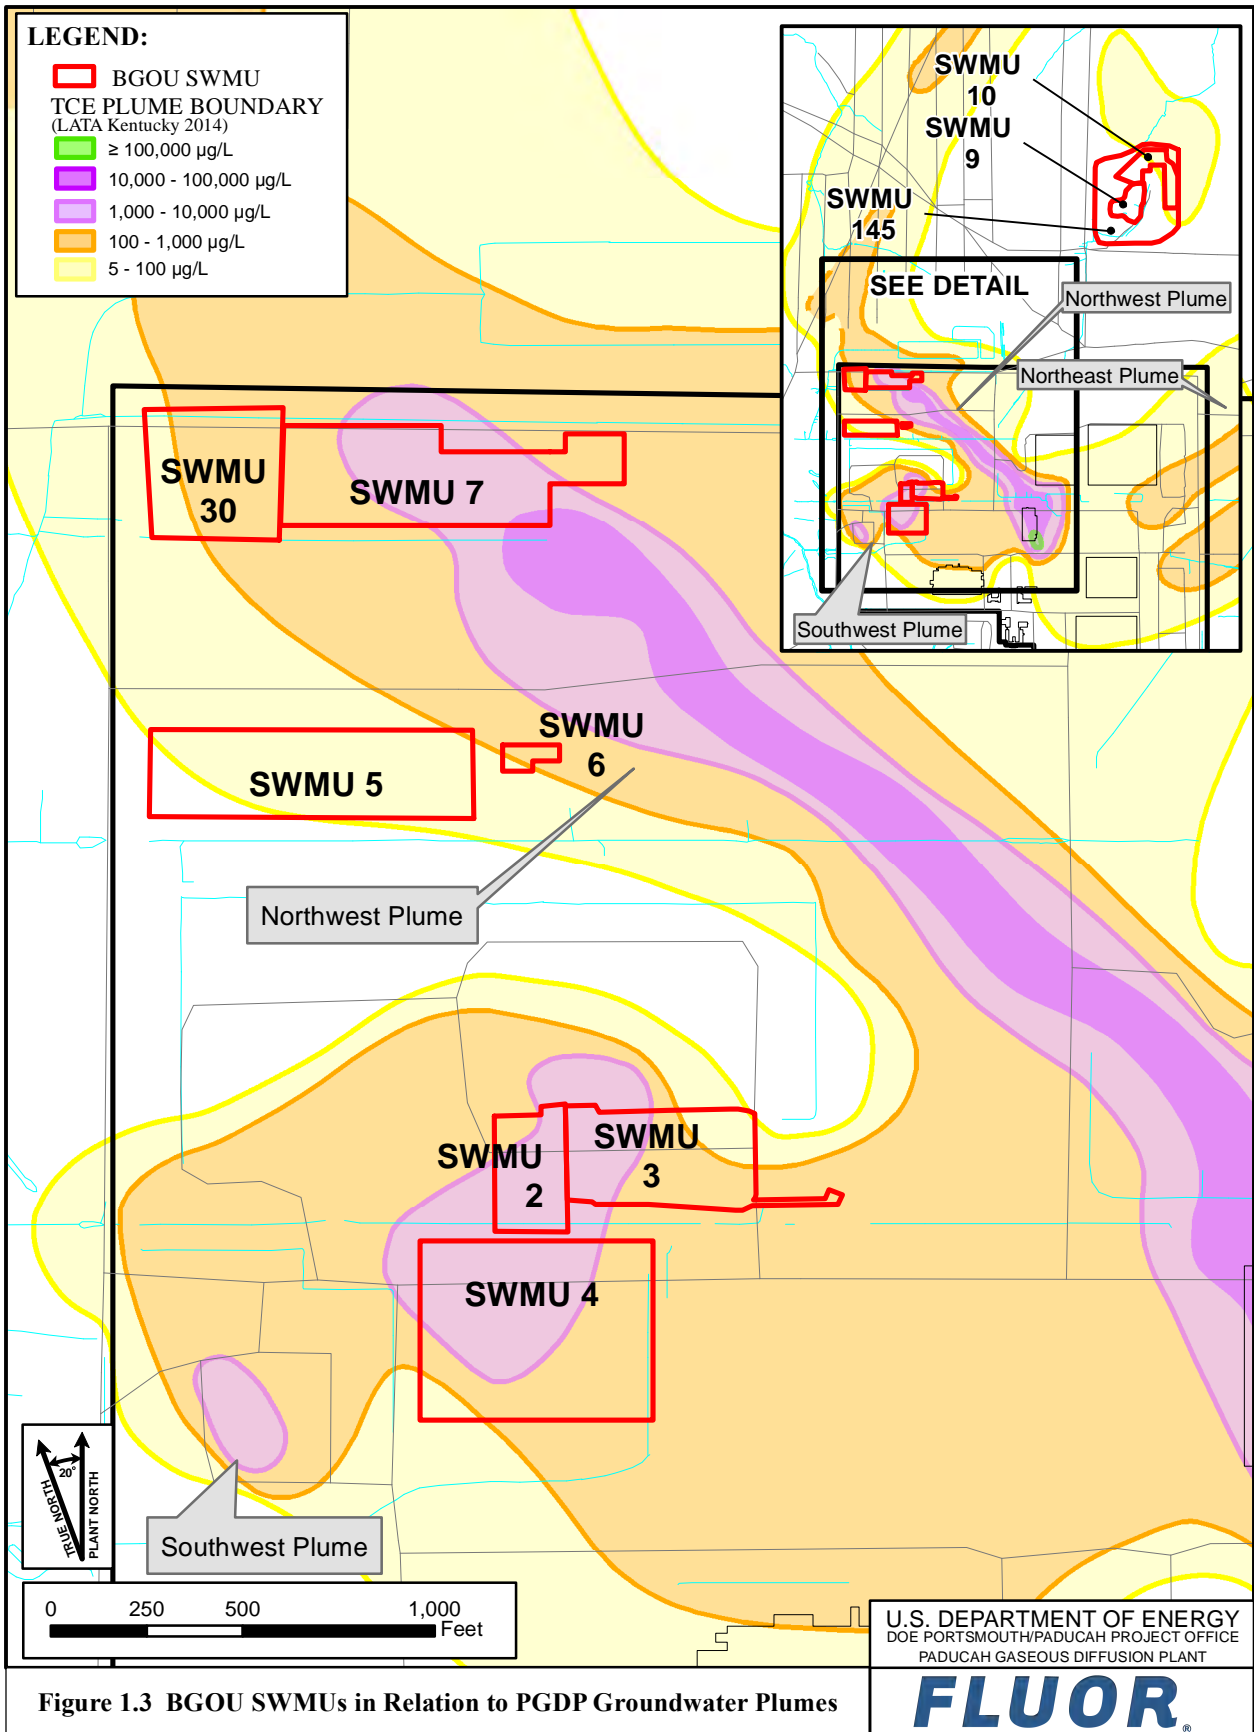 LEGEND:
BGOU SWMU
TCE PLUME BOUNDARY
(LATA Kentucky 2014)
≥ 100,000 µg/L
10,000 - 100,000 µg/L
1,000 - 10,000 µg/L
100 - 1,000 µg/L
5 - 100 µg/L
SWMU
10
SWMU
9
SWMU
145
SEE DETAIL
Northwest Plume
Northeast Plume
Southwest Plume
SWMU
30
SWMU 7
SWMU
6
SWMU 5
Northwest Plume
SWMU
2
SWMU
3
SWMU 4
Southwest Plume
20°
TRUE NORTH
PLANT NORTH
0 250 500 1,000
Feet
U.S. DEPARTMENT OF ENERGY
DOE PORTSMOUTH/PADUCAH PROJECT OFFICE
PADUCAH GASEOUS DIFFUSION PLANT
FLUOR®
Figure 1.3 BGOU SWMUs in Relation to PGDP Groundwater Plumes